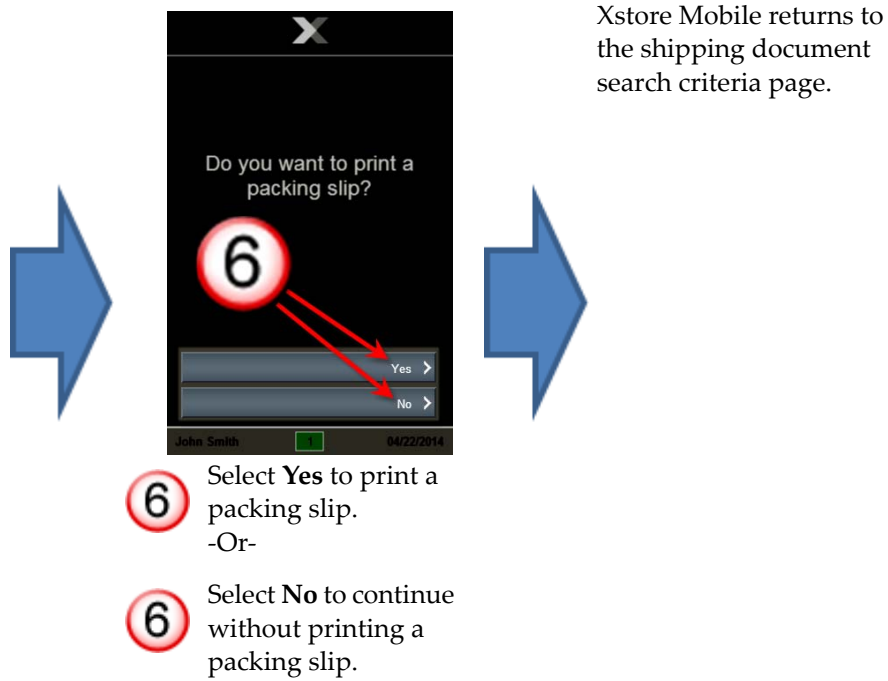 Do you want to print a
packing slip?
6
Yes
No
John Smith
1
04/22/2014
6
Select Yes to print a
packing slip.
-Or-
6
Select No to continue
without printing a
packing slip.
Xstore Mobile returns to
the shipping document
search criteria page.